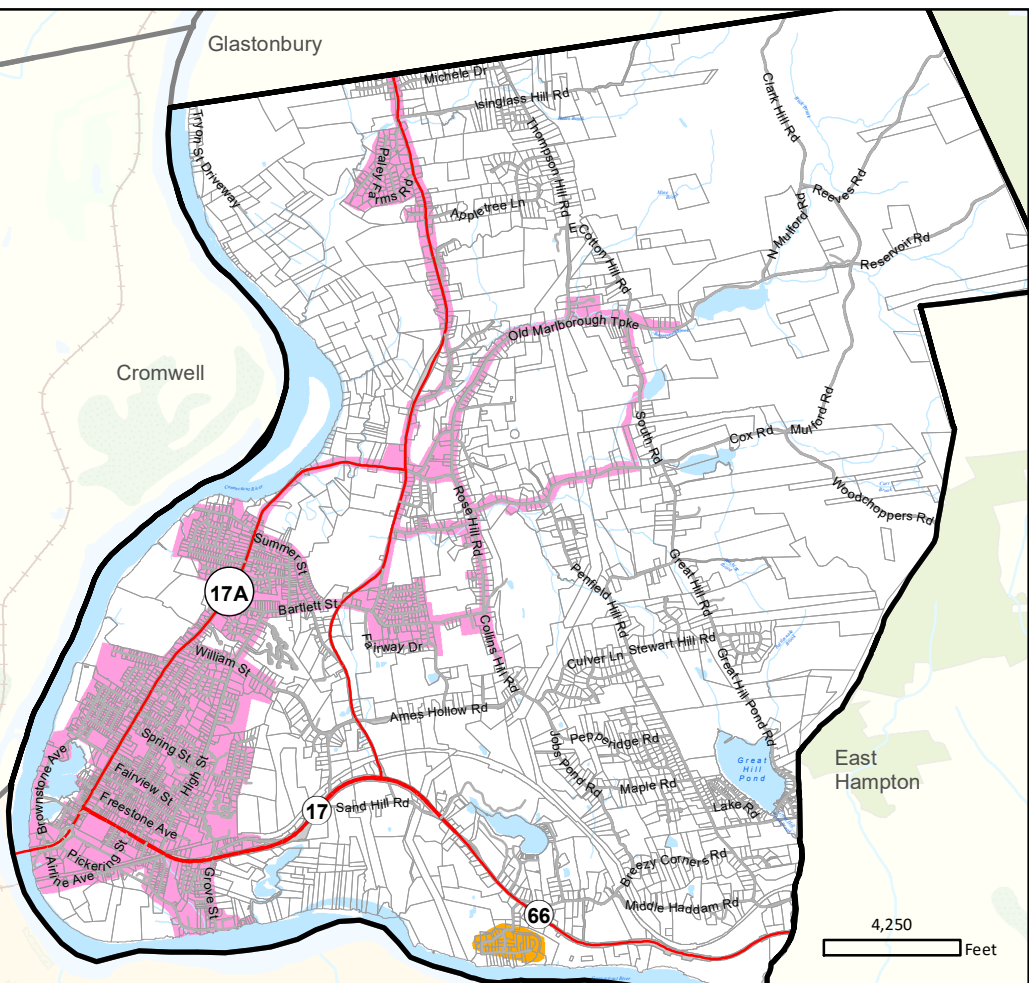 Glastonbury
Michele Dr
Isinglass Hill Rd
Clark Hill Rd
Tryon St Driveway
Thompson Hill Rd
Paley Farms Rd
Reeves Rd
Appletree Ln
N Mulford Rd
E Cotton Hill Rd
Reservoir Rd
Old Marlborough Tpke
Cromwell
South Rd
Cox Rd
Mulford Rd
Rose Hill Rd
Woodchoppers Rd
Summer St
17A
Bartlett St
Penfield Hill Rd
Great Hill Rd
Fairway Dr
Collins Hill Rd
Stewart Hill Rd
Culver Ln
William St
Great Hill Pond Rd
Ames Hollow Rd
Spring St
High St
Pepperidge Rd
Jobs Pond Rd
Great
Hill
Pond
East
Hampton
Brownstone Ave
Fairview St
Maple Rd
Freestone Ave
17
Sand Hill Rd
Lake Rd
Pickering St
Airline Ave
Grove St
Breezy Corners Rd
Middle Haddam Rd
66
4,250
Feet